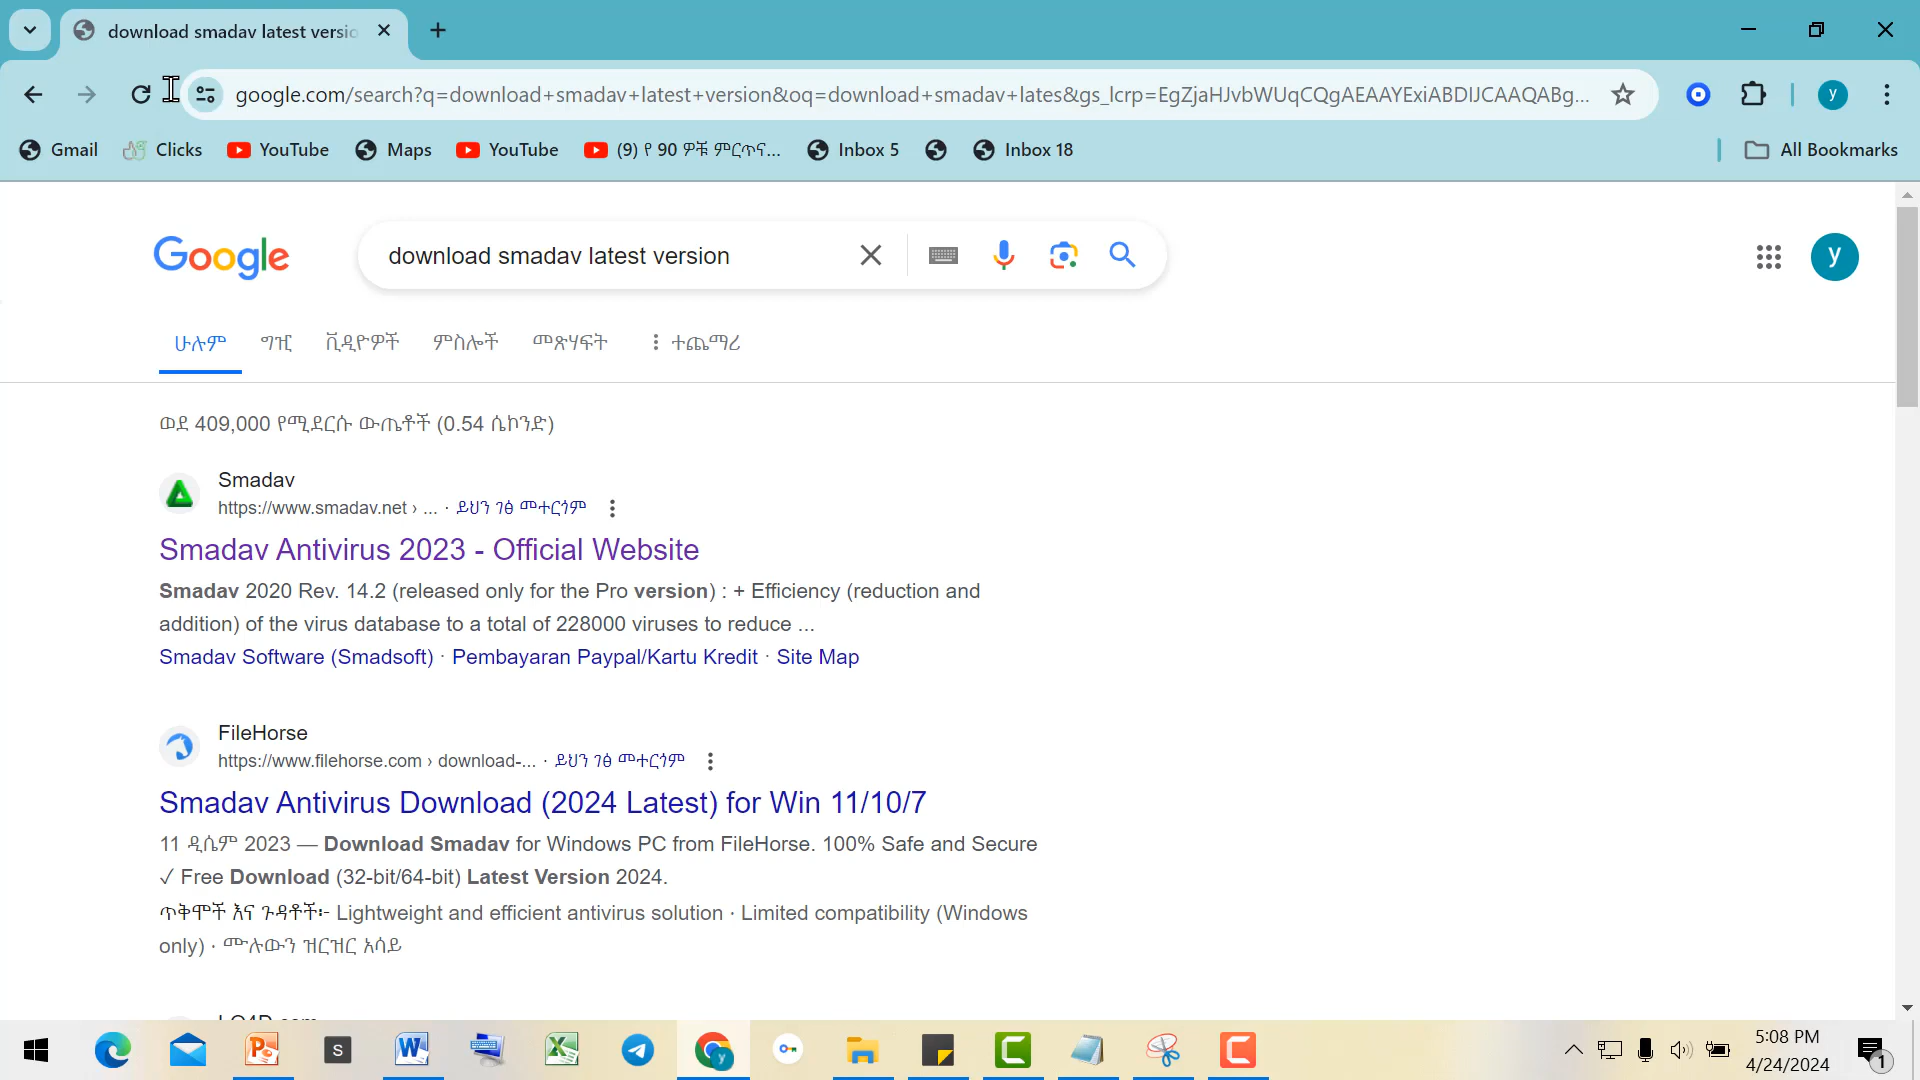 download smadav latest versio
google.com/search?q=download+smadav+latest+version&oq=download+smadav+lates&gs_lcrp=EgZjaHJvbWUqCQgAEAAYExiABDIJCAAQABg...
y
Gmail
Clicks
YouTube
Maps
YouTube
(9) የ 90 ዎቹ ምርጥና...
Inbox 5
Inbox 18
All Bookmarks
Google
download smadav latest version
y
ሁሉም ግዢ ቪዲዮዎች ምስሎች መጽሃፍት ተጨማሪ
ወደ 409,000 የሚደርሱ ውጤቶች (0.54 ሴኮንድ)
Smadav
https://www.smadav.net › ... · ይህን ገፅ መተርጎም
Smadav Antivirus 2023 - Official Website
Smadav 2020 Rev. 14.2 (released only for the Pro version) : + Efficiency (reduction and
addition) of the virus database to a total of 228000 viruses to reduce ...
Smadav Software (Smadsoft) · Pembayaran Paypal/Kartu Kredit · Site Map
FileHorse
https://www.filehorse.com › download-... · ይህን ገፅ መተርጎም
Smadav Antivirus Download (2024 Latest) for Win 11/10/7
11 ዲሴም 2023 — Download Smadav for Windows PC from FileHorse. 100% Safe and Secure
✓ Free Download (32-bit/64-bit) Latest Version 2024.
ጥቅሞች እና ጉዳቶች፦ Lightweight and efficient antivirus solution · Limited compatibility (Windows
only) · ሙሉውን ዝርዝር አሳይ
S
y
5:08 PM
4/24/2024
1